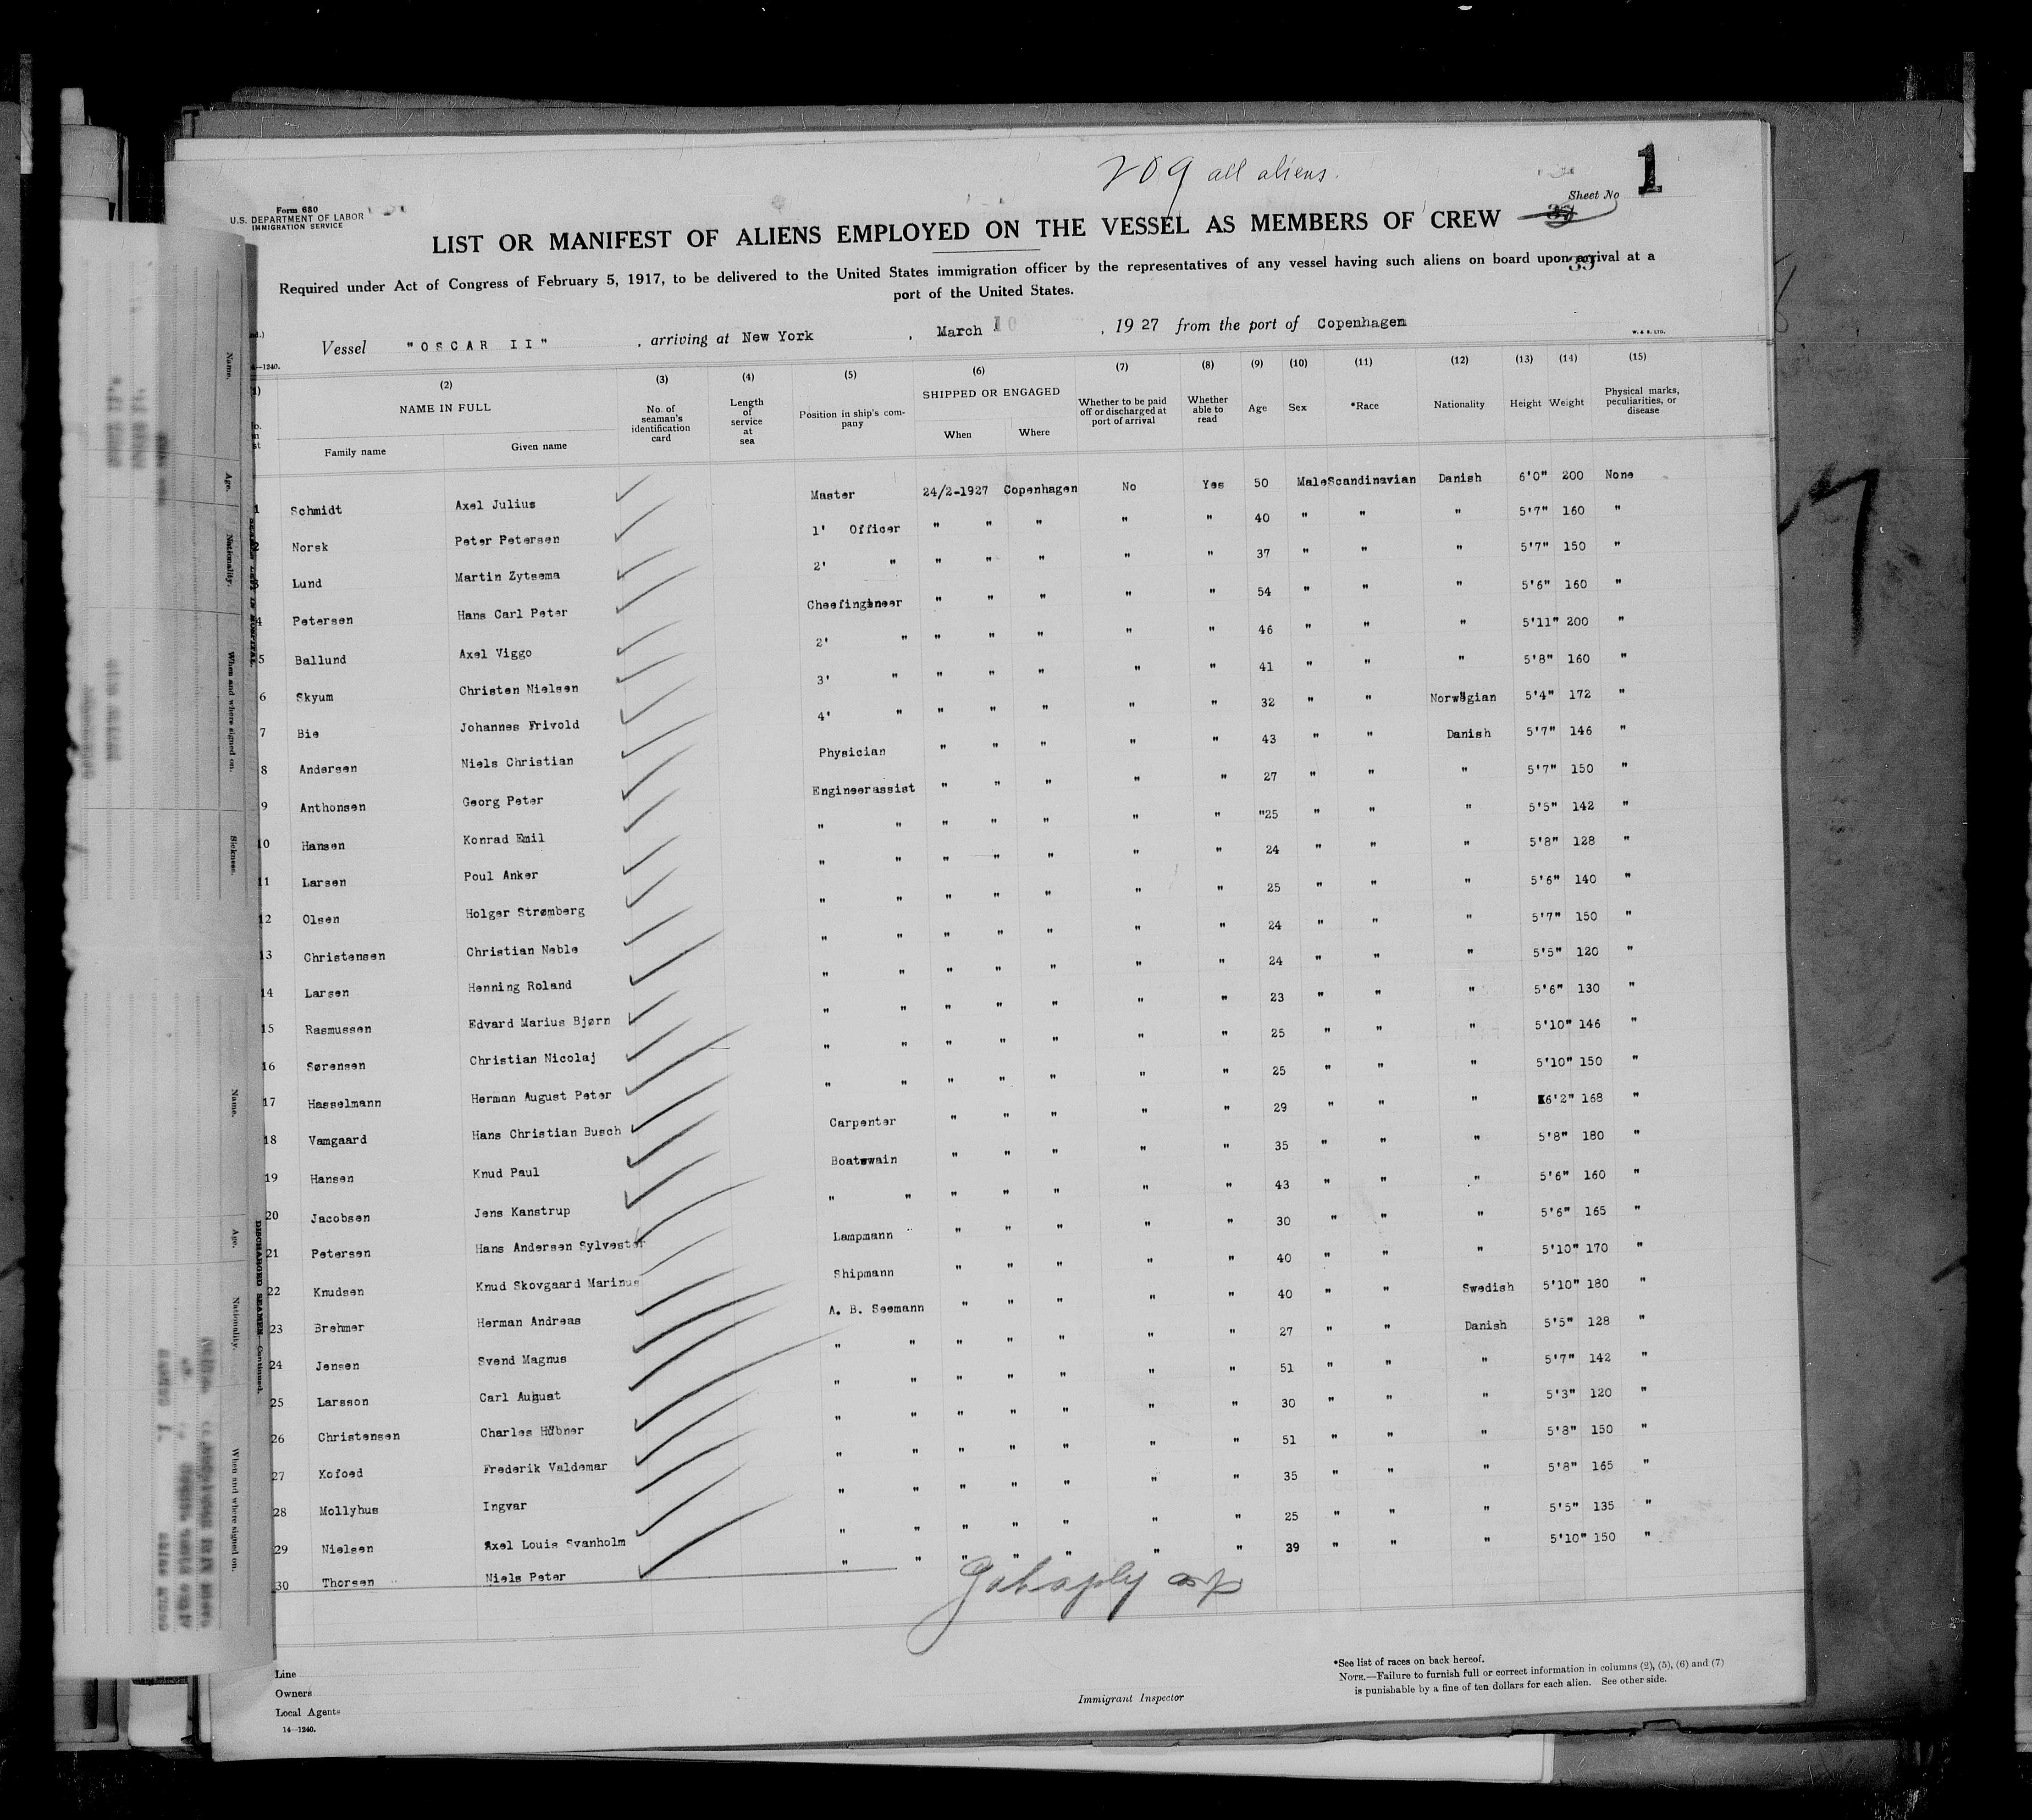 209 all aliens.
1
Sheet No
Form 680
U.S. DEPARTMENT OF LABOR
IMMIGRATION SERVICE
LIST OR MANIFEST OF ALIENS EMPLOYED ON THE VESSEL AS MEMBERS OF CREW
39
Required under Act of Congress of February 5, 1917, to be delivered to the United States immigration officer by the representatives of any vessel having such aliens on board upon arrival at a
port of the United States.
Vessel "OSCAR II" , arriving at New York , March 10 , 1927 from the port of Copenhagen
W. & S. LTD.
—1240.
(2) (3) (4) (5) (6) (7) (8) (9) (10) (11) (12) (13) (14) (15)
NAME IN FULL No. of seaman's identification card Length of service at sea Position in ship's company SHIPPED OR ENGAGED Whether to be paid off or discharged at port of arrival Whether able to read Age Sex *Race Nationality Height Weight Physical marks, peculiarities, or disease
Family name Given name When Where
1 Schmidt Axel Julius Master 24/2-1927 Copenhagen No Yes 50 Male Scandinavian Danish 6'0" 200 None
2 Norsk Peter Petersen 1' Officer " " " " " 40 " " " 5'7" 160 "
3 Lund Martin Zytsema 2' " " " " " " 37 " " " 5'7" 150 "
4 Petersen Hans Carl Peter Cheefingineer " " " " " 54 " " " 5'6" 160 "
5 Ballund Axel Viggo 2' " " " " " " 46 " " " 5'11" 200 "
6 Skyum Christen Nielsen 3' " " " " " " 41 " " " 5'8" 160 "
7 Bie Johannes Frivold 4' " " " " " " 32 " " Norwegian 5'4" 172 "
8 Andersen Niels Christian Physician " " " " " 43 " " Danish 5'7" 146 "
9 Anthonsen Georg Peter Engineerassist " " " " " 27 " " " 5'7" 150 "
10 Hansen Konrad Emil " " " " " " " "25 " " " 5'5" 142 "
11 Larsen Poul Anker " " " " " " " 24 " " " 5'8" 128 "
12 Olsen Holger Strømberg " " " " " " " 25 " " " 5'6" 140 "
13 Christensen Christian Neble " " " " " " " 24 " " " 5'7" 150 "
14 Larsen Henning Roland " " " " " " " 24 " " " 5'5" 120 "
15 Rasmussen Edvard Marius Bjørn " " " " " " " 23 " " " 5'6" 130 "
16 Sørensen Christian Nicolaj " " " " " " " 25 " " " 5'10" 146 "
17 Hasselmann Herman August Peter " " " " " " " 25 " " " 5'10" 150 "
18 Vamgaard Hans Christian Busch Carpenter " " " " " 29 " " " 6'2" 168 "
19 Hansen Knud Paul Boatswain " " " " " 35 " " " 5'8" 180 "
20 Jacobsen Jens Kanstrup " " " " " " " 43 " " " 5'6" 160 "
21 Petersen Hans Andersen Sylvester Lampmann " " " " " 30 " " " 5'6" 165 "
22 Knudsen Knud Skovgaard Marinus Shipmann " " " " " 40 " " " 5'10" 170 "
23 Brehmer Herman Andreas A. B. Seemann " " " " " 40 " " Swedish 5'10" 180 "
24 Jensen Svend Magnus " " " " " " " 27 " " Danish 5'5" 128 "
25 Larsson Carl August " " " " " " " 51 " " " 5'7" 142 "
26 Christensen Charles Hübner " " " " " " " 30 " " " 5'3" 120 "
27 Kofoed Frederik Valdemar " " " " " " " 51 " " " 5'8" 150 "
28 Mollyhus Ingvar " " " " " " " 35 " " " 5'8" 165 "
29 Nielsen Axel Louis Svanholm " " " " " " " 25 " " " 5'5" 135 "
30 Thorsen Niels Peter " " " " " " " 39 " " " 5'10" 150 "
Line
Owners
Local Agents
14—1240.
Immigrant Inspector
*See list of races on back hereof.
NOTE.—Failure to furnish full or correct information in columns (2), (5), (6) and (7)
is punishable by a fine of ten dollars for each alien. See other side.
Name.
Age.
Nationality.
When and where signed on.
Sickness.
Name.
Age.
Nationality.
When and where signed on.
DISCHARGED SEAMEN—Continued.